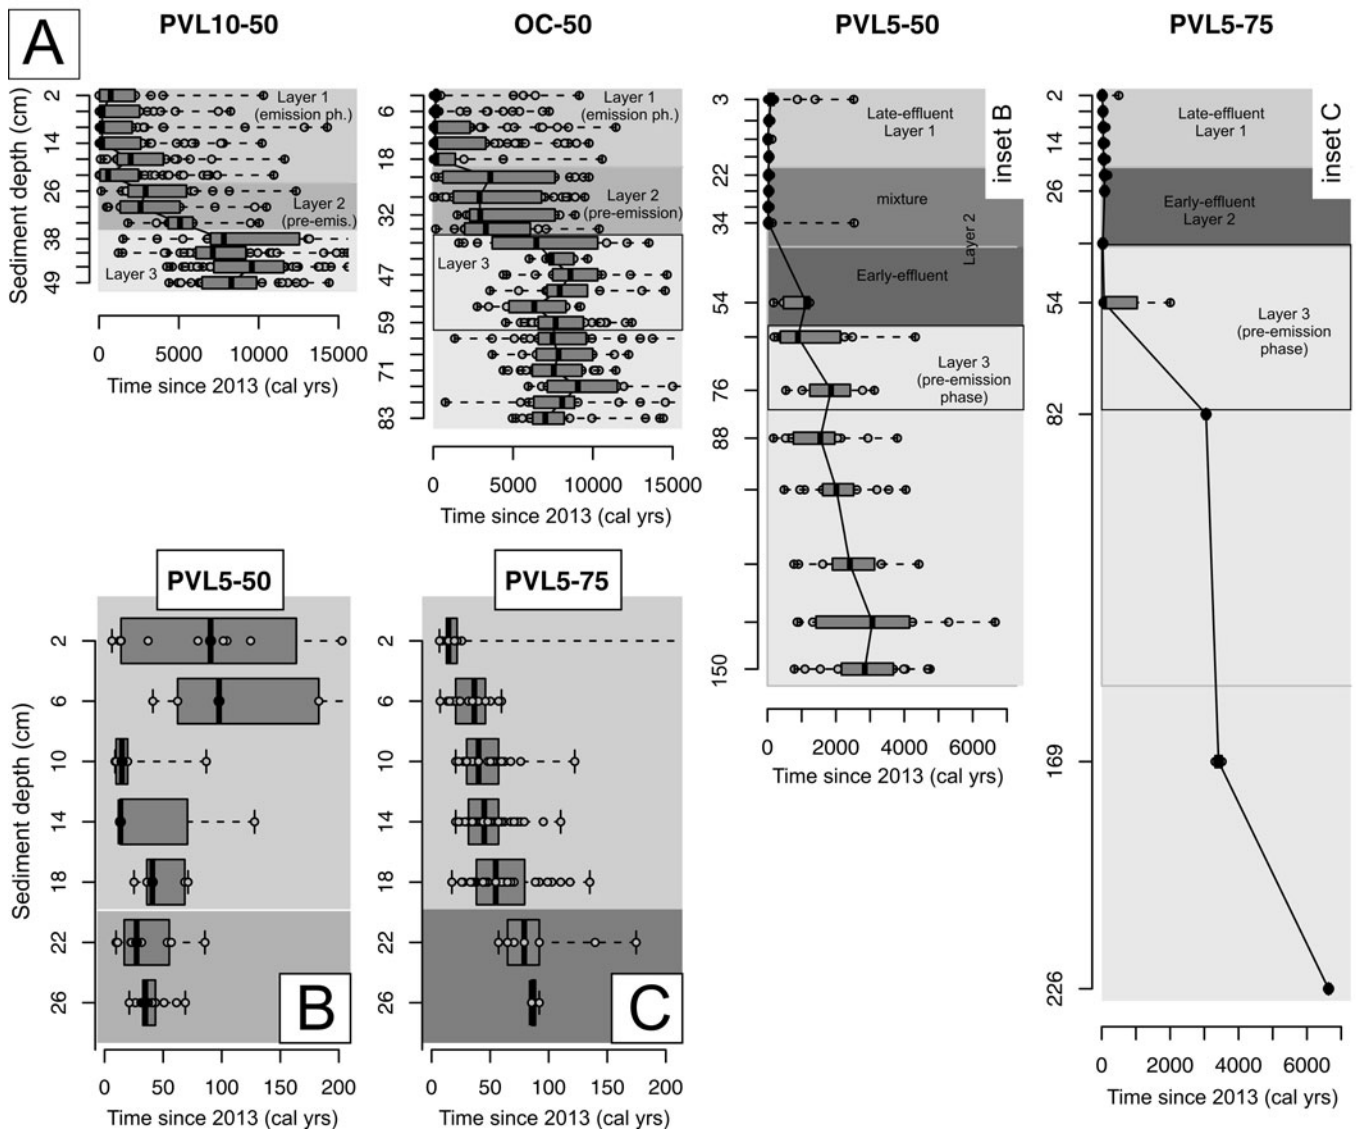 A
PVL10-50
OC-50
PVL5-50
PVL5-75
Sediment depth (cm)
2
14
26
38
49
Layer 1
(emission ph.)
Layer 2
(pre-emis.)
Layer 3
0 5000 10000 15000
Time since 2013 (cal yrs)
6
18
32
47
59
71
83
Layer 1
(emission ph.)
Layer 2
(pre-emission)
Layer 3
0 5000 10000 15000
Time since 2013 (cal yrs)
3
22
34
54
76
88
150
Late-effluent
Layer 1
inset B
mixture
Layer 2
Early-effluent
Layer 3
(pre-emission
phase)
0 2000 4000 6000
Time since 2013 (cal yrs)
2
14
26
54
82
169
226
Late-effluent
Layer 1
inset C
Early-effluent
Layer 2
Layer 3
(pre-emission
phase)
0 2000 4000 6000
Time since 2013 (cal yrs)
PVL5-50
Sediment depth (cm)
2
6
10
14
18
22
26
B
0 50 100 150 200
Time since 2013 (cal yrs)
PVL5-75
2
6
10
14
18
22
26
C
0 50 100 150 200
Time since 2013 (cal yrs)